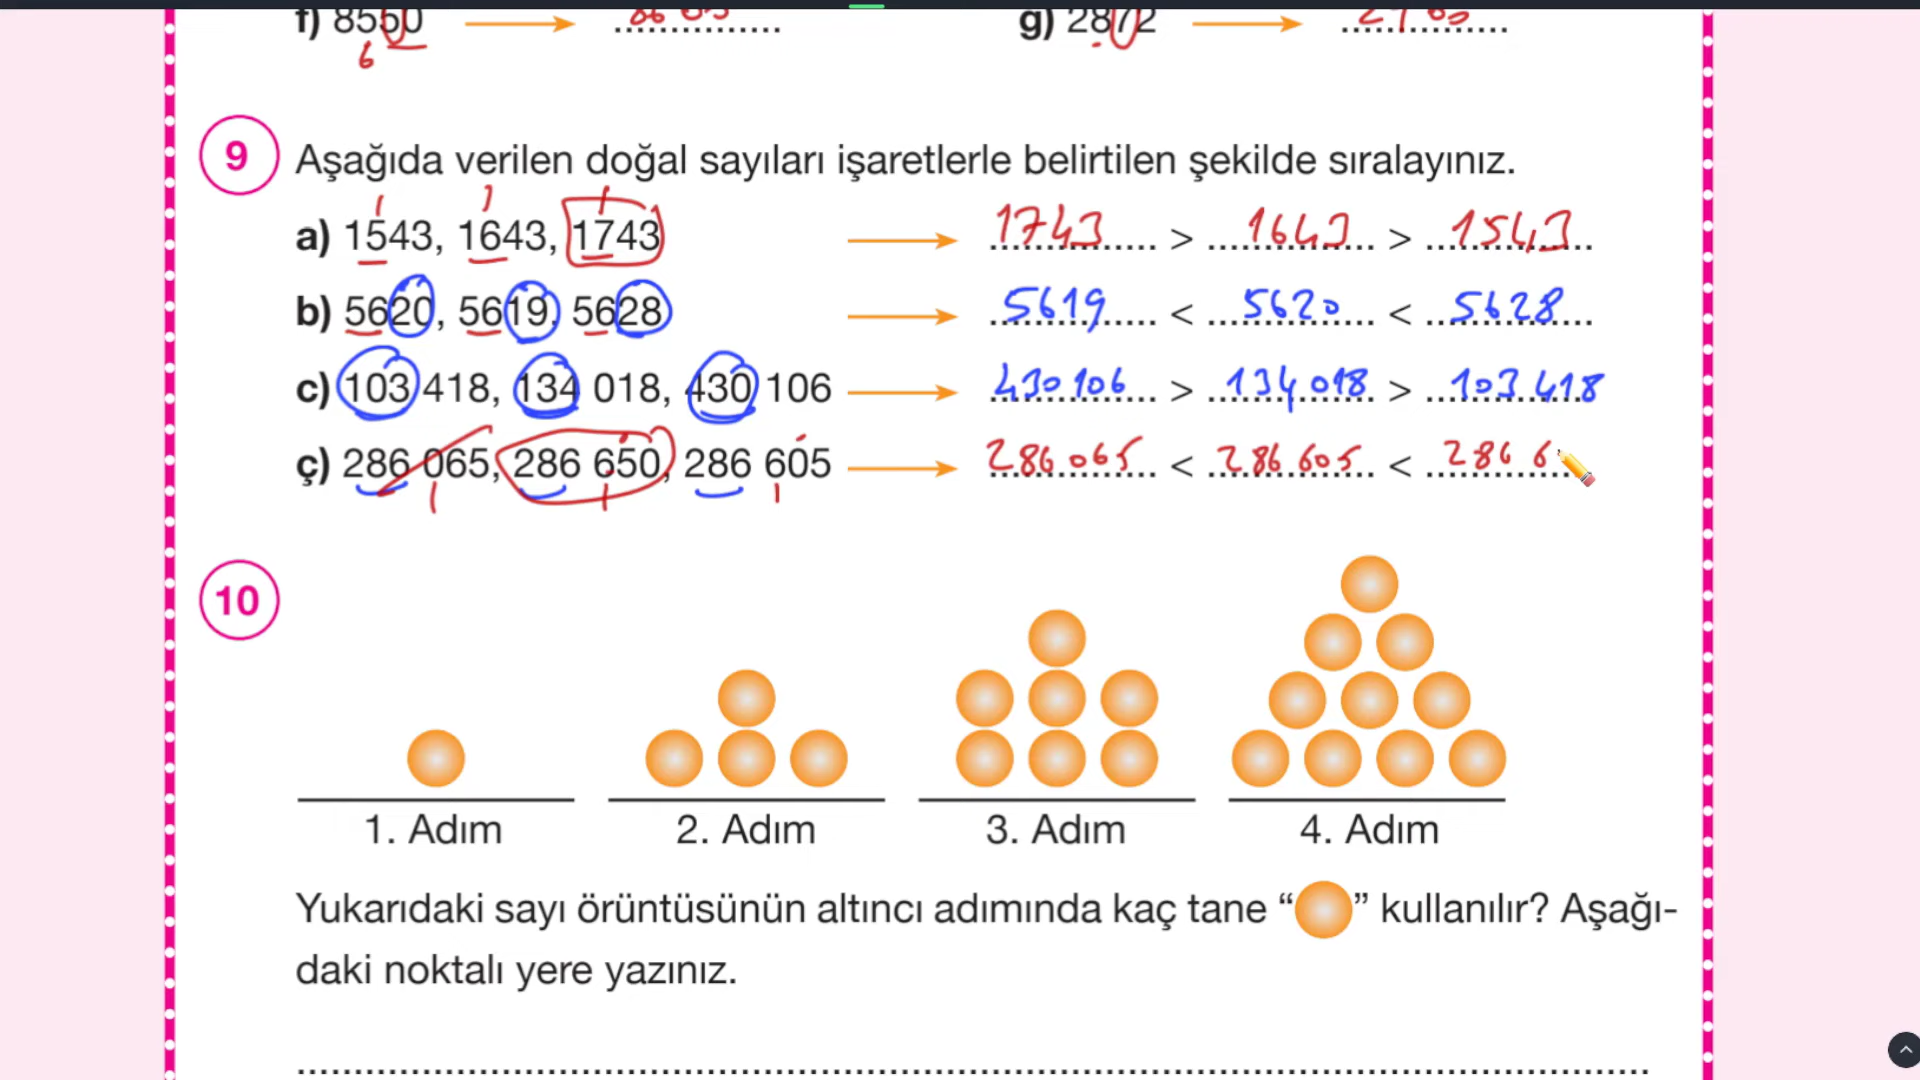 f) 8550 ............... g) 2872 ...............
6
9 Aşağıda verilen doğal sayıları işaretlerle belirtilen şekilde sıralayınız.
a) 1543, 1643, 1743 1743 > 1643 > 1543
b) 5620, 5619, 5628 5619 < 5620 < 5628
c) 103 418, 134 018, 430 106 430 106 > 134 018 > 103 418
ç) 286 065, 286 650, 286 605 286 065 < 286 605 < 286 6
10
1. Adım 2. Adım 3. Adım 4. Adım
Yukarıdaki sayı örüntüsünün altıncı adımında kaç tane “ ” kullanılır? Aşağı-
daki noktalı yere yazınız.